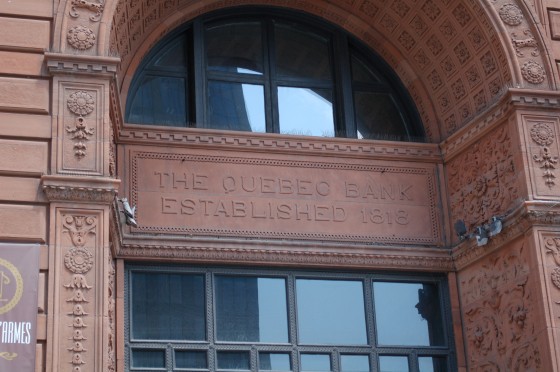 THE QUEBEC BANK
ESTABLISHED 1818